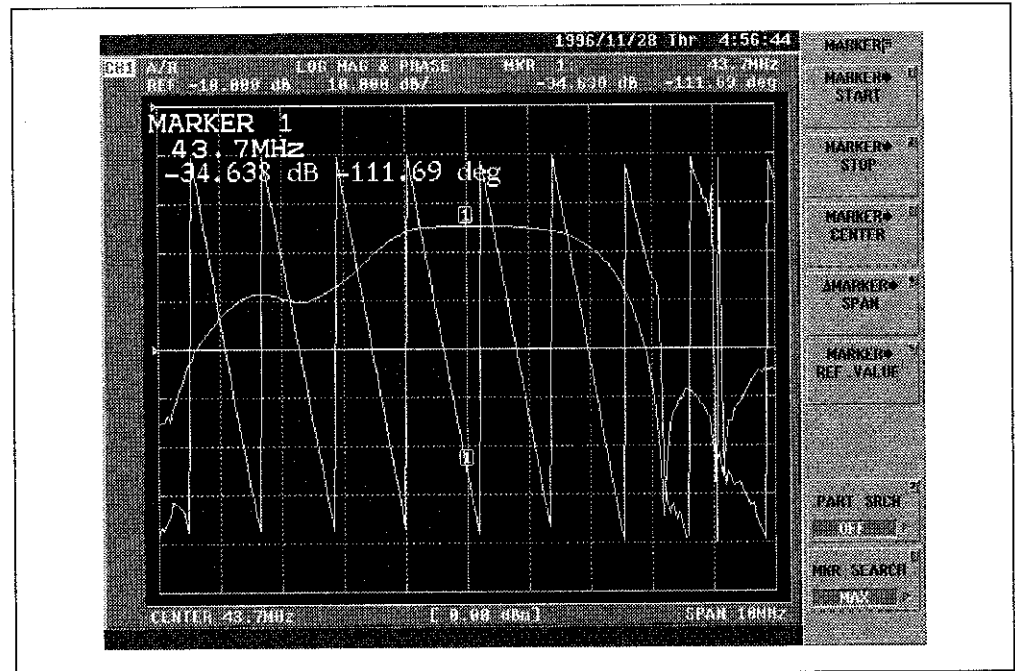 1996/11/28 Thr 4:56:44
CH1 A/R LOG MAG & PHASE MKR 1: 43.7MHz
REF -10.000 dB 10.000 dB/ -34.638 dB -111.69 deg
MARKER 1
43.7MHz
-34.638 dB -111.69 deg
1
1
CENTER 43.7MHz [ 0.00 dBm] SPAN 10MHz
MARKER
MARKER START
MARKER STOP
MARKER CENTER
ΔMARKER SPAN
MARKER REF.VALUE
PART SRCH
OFF
MKR SEARCH
MAX